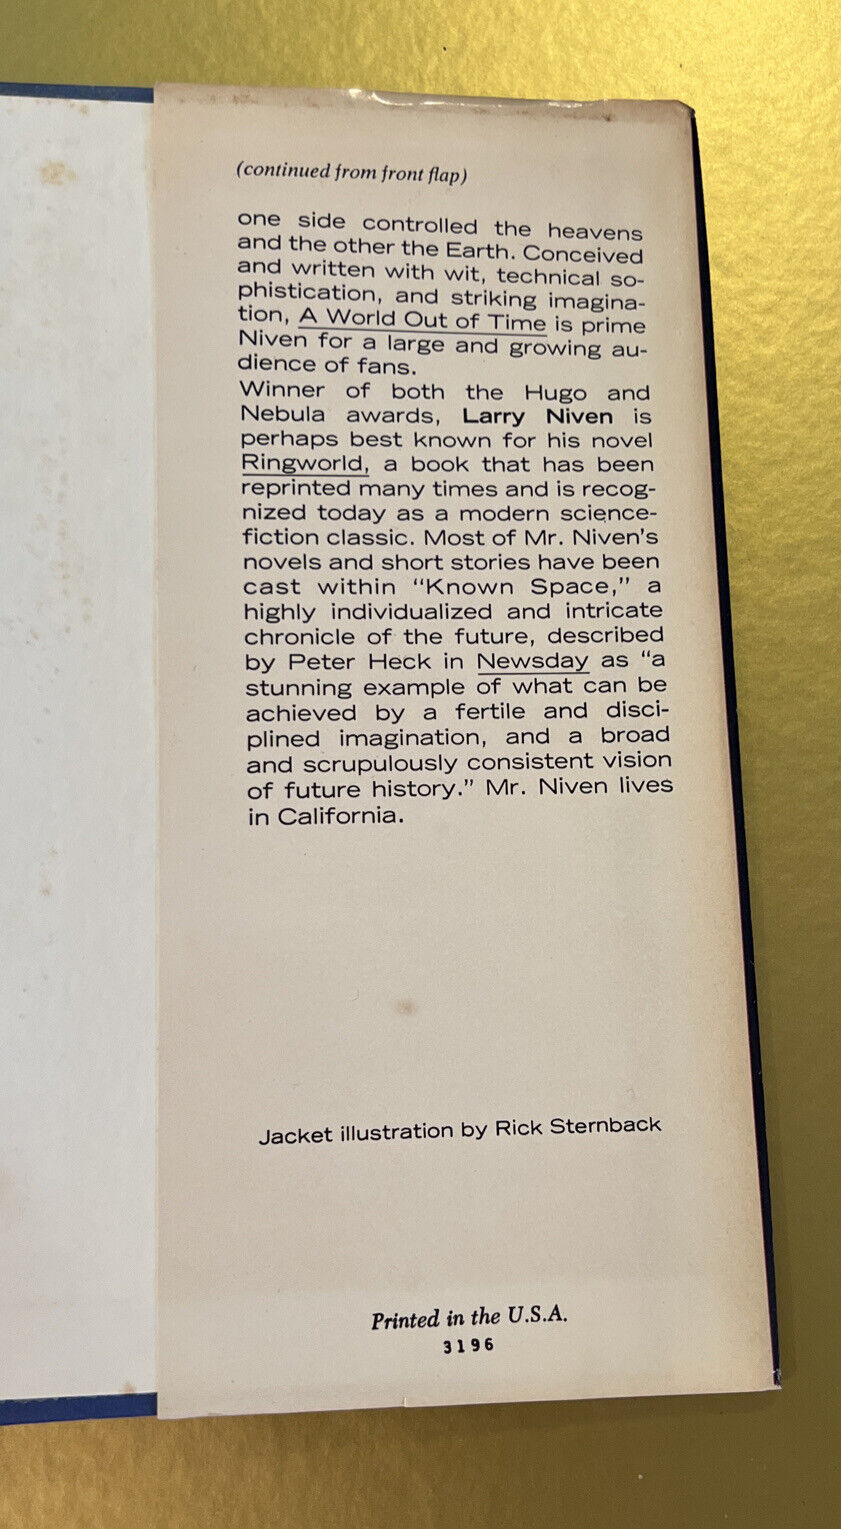 (continued from front flap)
one side controlled the heavens
and the other the Earth. Conceived
and written with wit, technical so-
phistication, and striking imagina-
tion, A World Out of Time is prime
Niven for a large and growing au-
dience of fans.
Winner of both the Hugo and
Nebula awards, Larry Niven is
perhaps best known for his novel
Ringworld, a book that has been
reprinted many times and is recog-
nized today as a modern science-
fiction classic. Most of Mr. Niven's
novels and short stories have been
cast within "Known Space," a
highly individualized and intricate
chronicle of the future, described
by Peter Heck in Newsday as "a
stunning example of what can be
achieved by a fertile and disci-
plined imagination, and a broad
and scrupulously consistent vision
of future history." Mr. Niven lives
in California.
Jacket illustration by Rick Sternback
Printed in the U.S.A.
3196